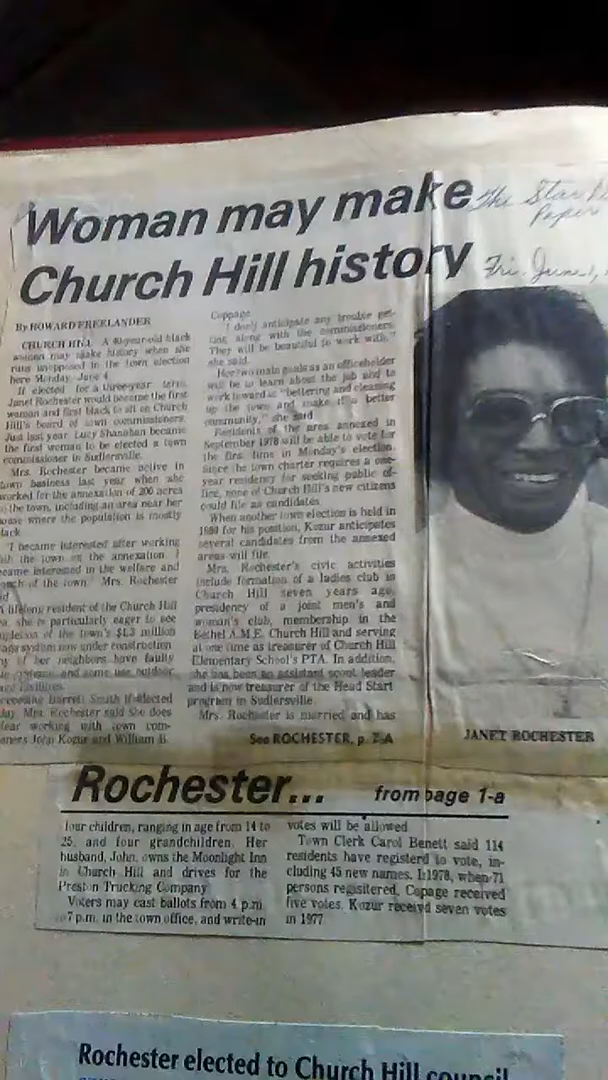 Woman may make
Church Hill history
The Star
Paper
Fri. June 1,
By HOWARD FREELANDER
CHURCH HILL A 40-year-old black
woman may make history when she
runs unopposed in the town election
here Monday, June 4.
If elected for a three-year term,
Janet Rochester would become the first
woman and first black to sit on Church
Hill's board of town commissioners.
Just last year Lucy Shanahan became
the first woman to be elected a town
commissioner in Sudlersville.
Mrs. Rochester became active in
town business last year when she
worked for the annexation of 206 acres
to the town, including an area near her
house where the population is mostly
black
"I became interested after working
with the town on the annexation I
became interested in the welfare and
of the town." Mrs. Rochester
A lifelong resident of the Church Hill
she is particularly eager to see
of the town's $1.3 million
system now under construction
of her neighbors have faulty
and some use outdoor
Barrett Smith if elected
Mrs. Rochester said she does
fear working with town com-
John Kozur and William B.
Coppage.
"I don't anticipate any trouble get-
ting along with the commissioners.
They will be beautiful to work with,"
she said.
Her two main goals as an officeholder
will be to learn about the job and to
work toward "bettering and cleaning
up the town and make it a better
community," she said.
Residents of the area annexed in
September 1978 will be able to vote for
the first time in Monday's election.
Since the town charter requires a one-
year residency for seeking public of-
fice, none of Church Hill's new citizens
could file as candidates.
When another town election is held in
1980 for his position, Kozur anticipates
several candidates from the annexed
areas will file.
Mrs. Rochester's civic activities
include formation of a ladies club in
Church Hill seven years ago,
presidency of a joint men's and
woman's club, membership in the
Bethel A.M.E. Church Hill and serving
at one time as treasurer of Church Hill
Elementary School's PTA. In addition,
she has been an assistant scout leader
and is now treasurer of the Head Start
program in Sudlersville.
Mrs. Rochester is married and has
See ROCHESTER, p. 7-A
JANET ROCHESTER
Rochester... from page 1-a
four children, ranging in age from 14 to
25, and four grandchildren. Her
husband, John, owns the Moonlight Inn
in Church Hill and drives for the
Preston Trucking Company
Voters may cast ballots from 4 p.m.
to 7 p.m. in the town office, and write-in
votes will be allowed
Town Clerk Carol Benett said 114
residents have registerd to vote, in-
cluding 45 new names. In 1978, when 71
persons regsitered, Copage received
five votes. Kozur receivd seven votes
in 1977
Rochester elected to Church Hill council